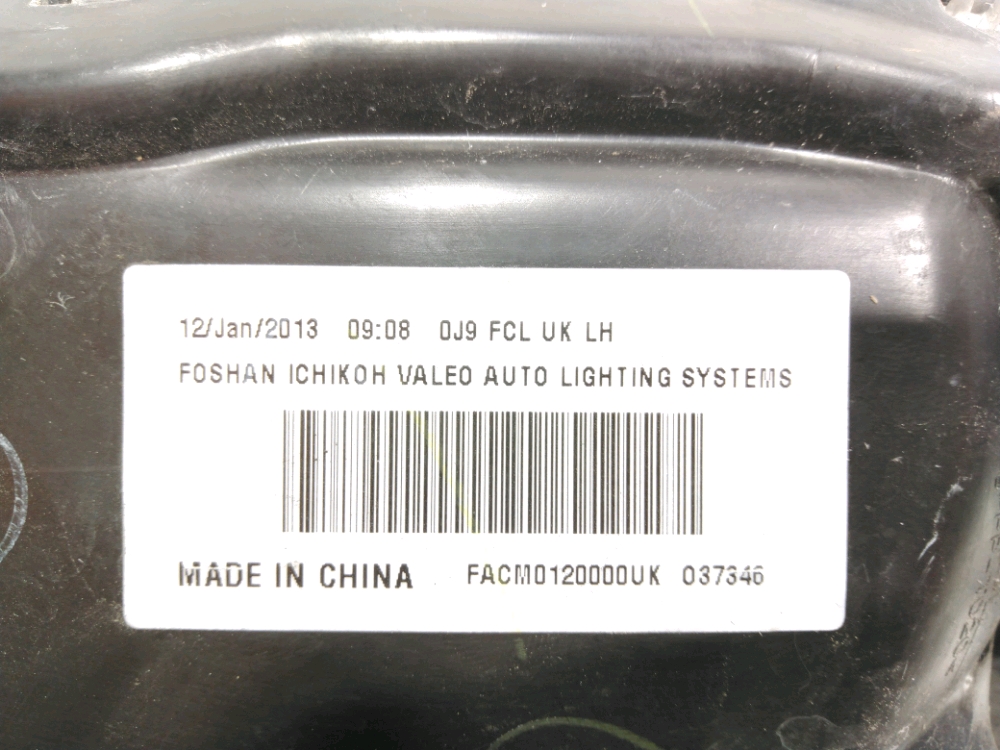 12/Jan/2013 09:08 0J9 FCL UK LH
FOSHAN ICHIKOH VALEO AUTO LIGHTING SYSTEMS
MADE IN CHINA FACM0120000UK 037346